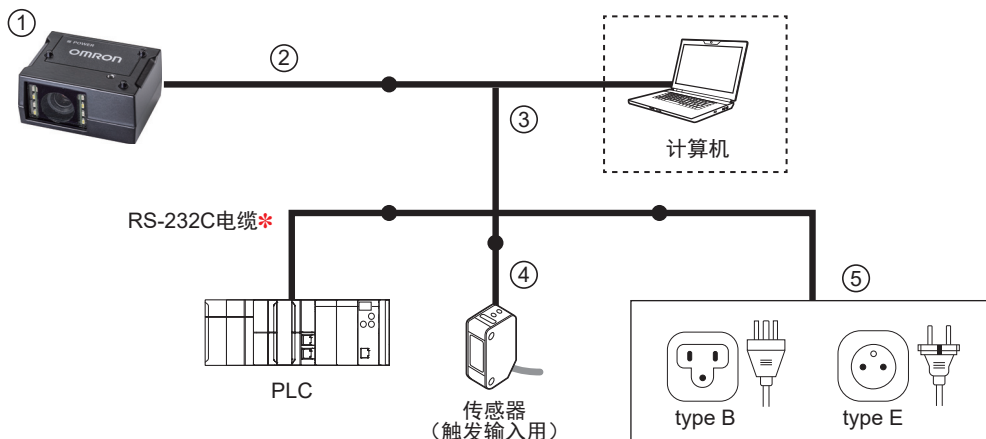 ①
POWER
OMRON
②
③
计算机
RS-232C电缆*
④
⑤
PLC
传感器
（触发输入用）
type B
type E